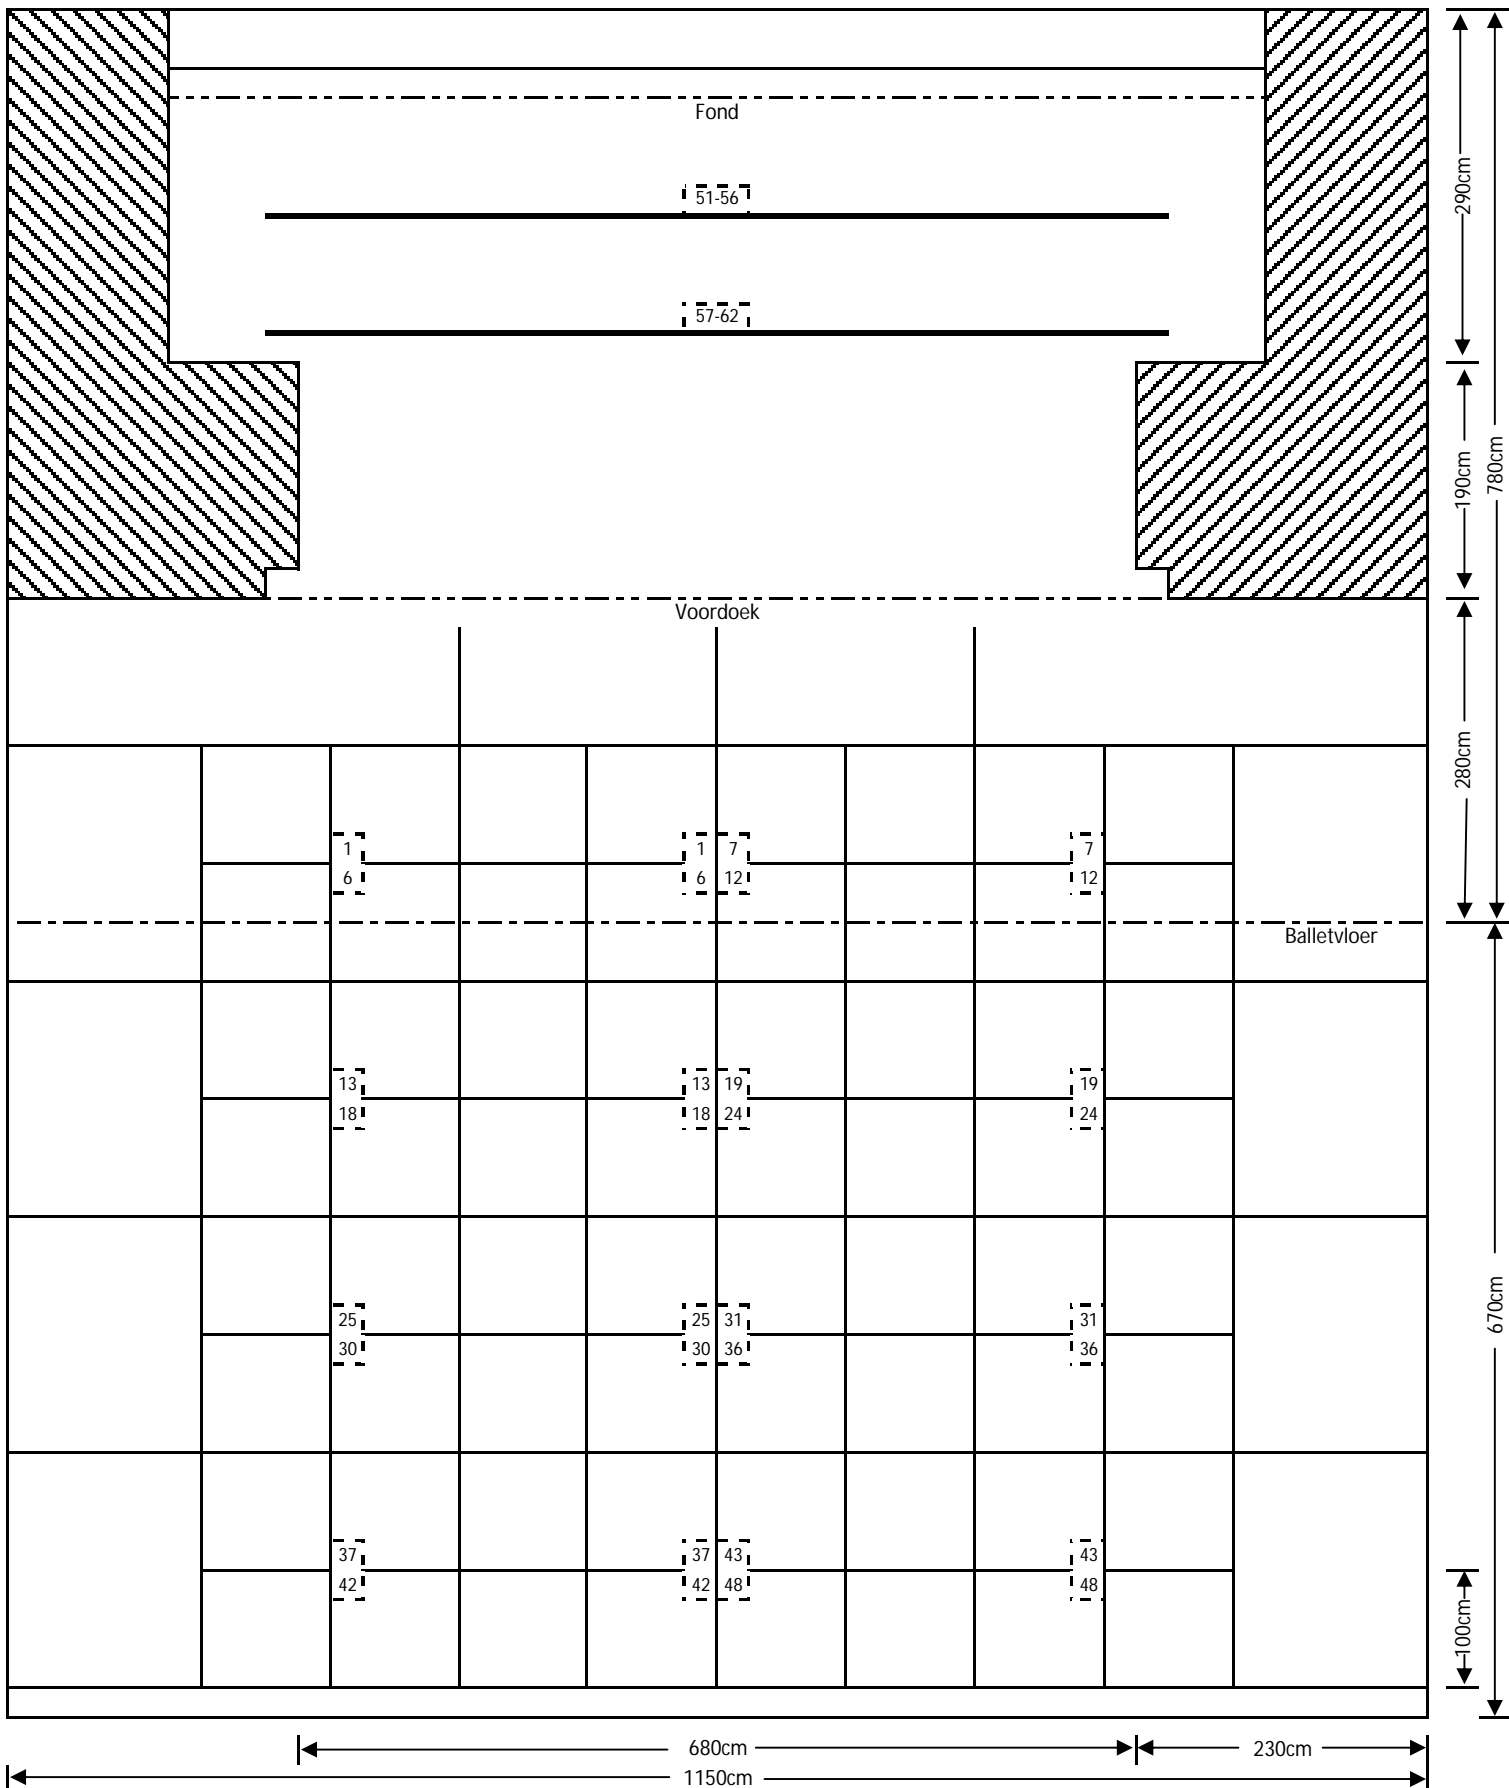 Fond
51-56
57-62
290cm
190cm
780cm
Voordoek
280cm
1 1 7 7
6 6 12 12
Balletvloer
13 13 19 19
18 18 24 24
25 25 31 31
30 30 36 36
670cm
37 37 43 43
42 42 48 48
100cm
680cm 230cm
1150cm